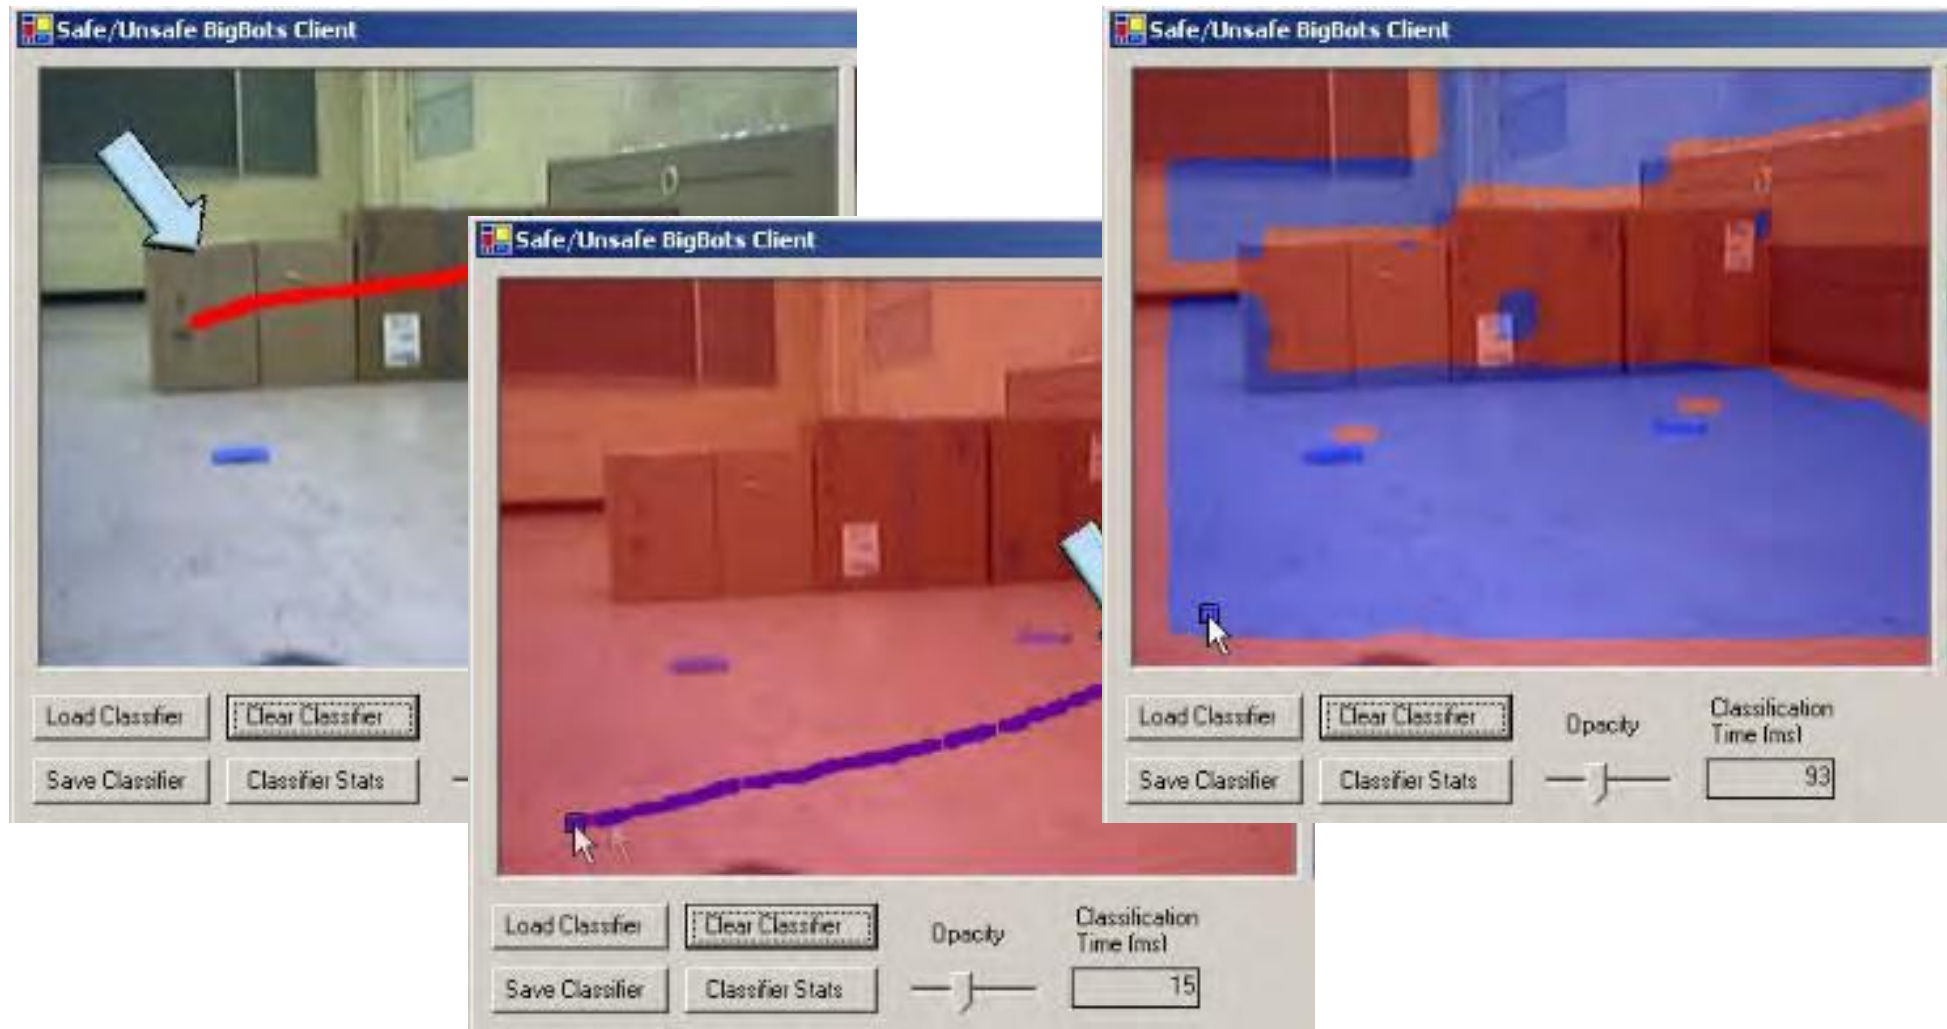 Safe/Unsafe BigBots Client
Load Classifier
Clear Classifier
Save Classifier
Classifier Stats
Safe/Unsafe BigBots Client
Load Classifier
Clear Classifier
Opacity
Classification
Time (ms)
Save Classifier
Classifier Stats
15
Safe/Unsafe BigBots Client
Load Classifier
Clear Classifier
Opacity
Classification
Time (ms)
Save Classifier
Classifier Stats
93